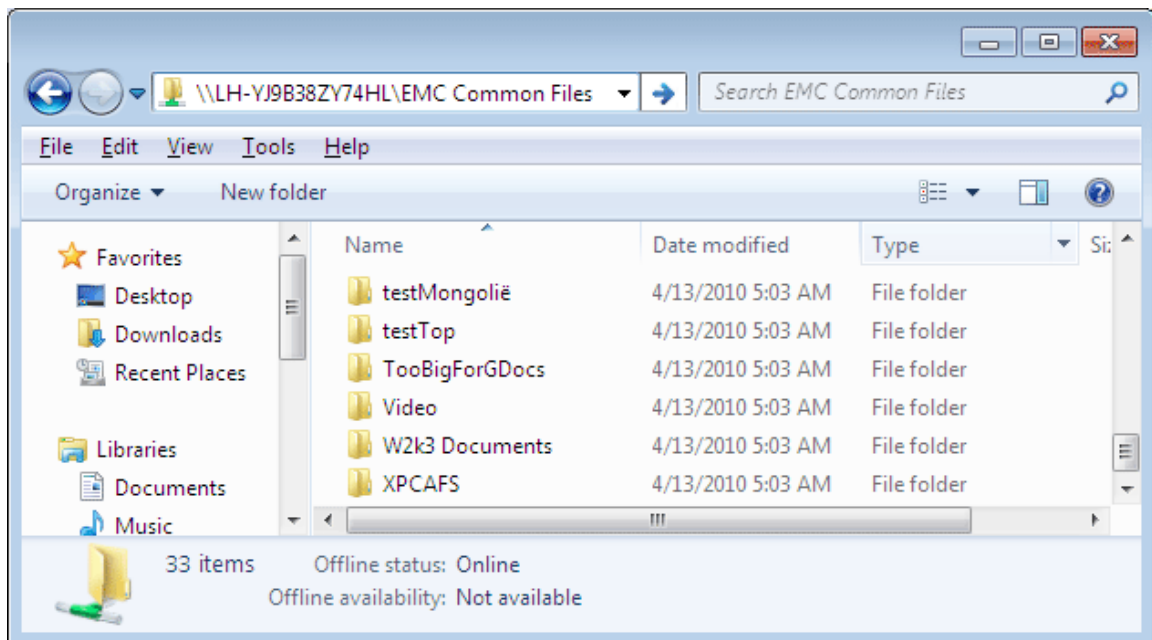 \\LH-YJ9B38ZY74HL\EMC Common Files
Search EMC Common Files
File Edit View Tools Help
Organize New folder
Favorites
Desktop
Downloads
Recent Places
Libraries
Documents
Music
Name Date modified Type
testMongolië 4/13/2010 5:03 AM File folder
testTop 4/13/2010 5:03 AM File folder
TooBigForGDocs 4/13/2010 5:03 AM File folder
Video 4/13/2010 5:03 AM File folder
W2k3 Documents 4/13/2010 5:03 AM File folder
XPCAFS 4/13/2010 5:03 AM File folder
33 items Offline status: Online
Offline availability: Not available